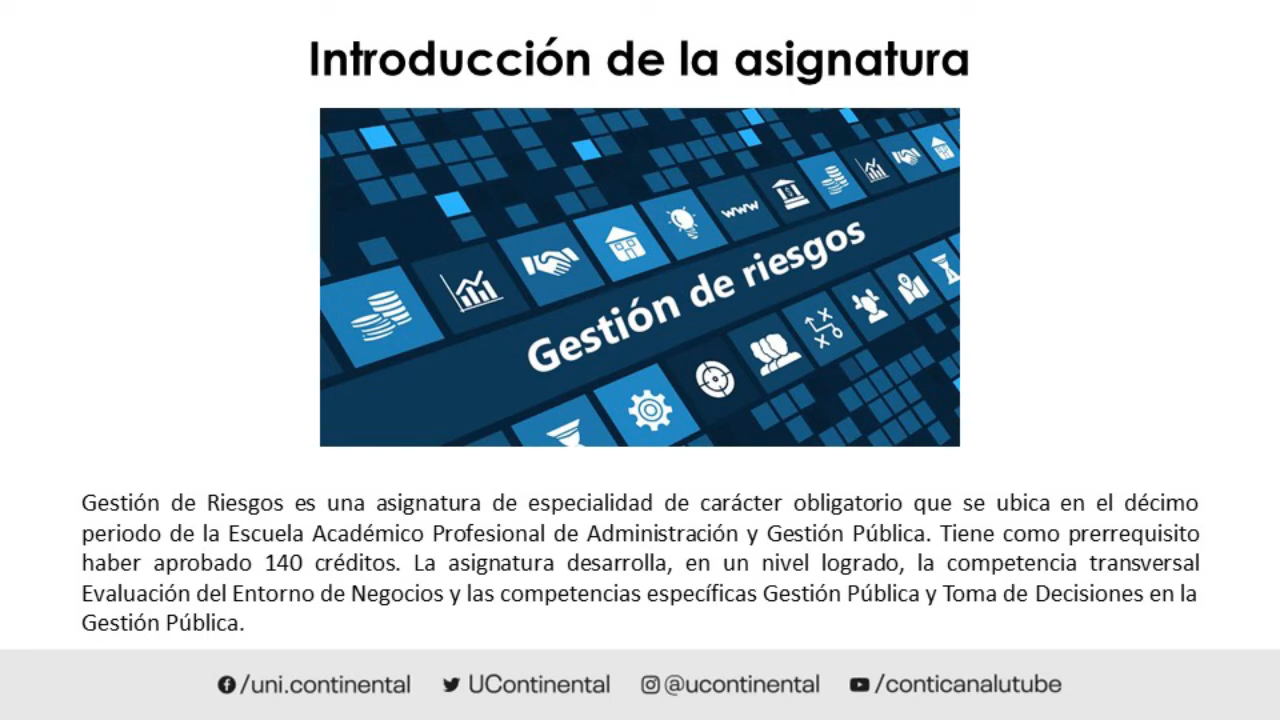 Introducción de la asignatura
www
Gestión de riesgos
Gestión de Riesgos es una asignatura de especialidad de carácter obligatorio que se ubica en el décimo
periodo de la Escuela Académico Profesional de Administración y Gestión Pública. Tiene como prerrequisito
haber aprobado 140 créditos. La asignatura desarrolla, en un nivel logrado, la competencia transversal
Evaluación del Entorno de Negocios y las competencias específicas Gestión Pública y Toma de Decisiones en la
Gestión Pública.
/uni.continental UContinental @ucontinental /conticanalutube